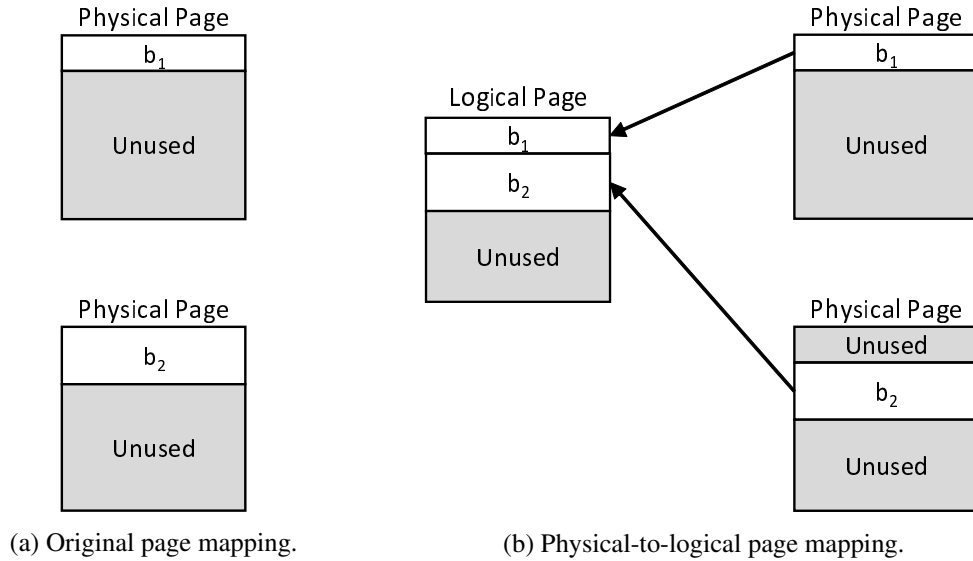 Physical Page
b₁
Unused
Physical Page
b₂
Unused
(a) Original page mapping.
Logical Page
b₁
b₂
Unused
Physical Page
b₁
Unused
Physical Page
Unused
b₂
Unused
(b) Physical-to-logical page mapping.